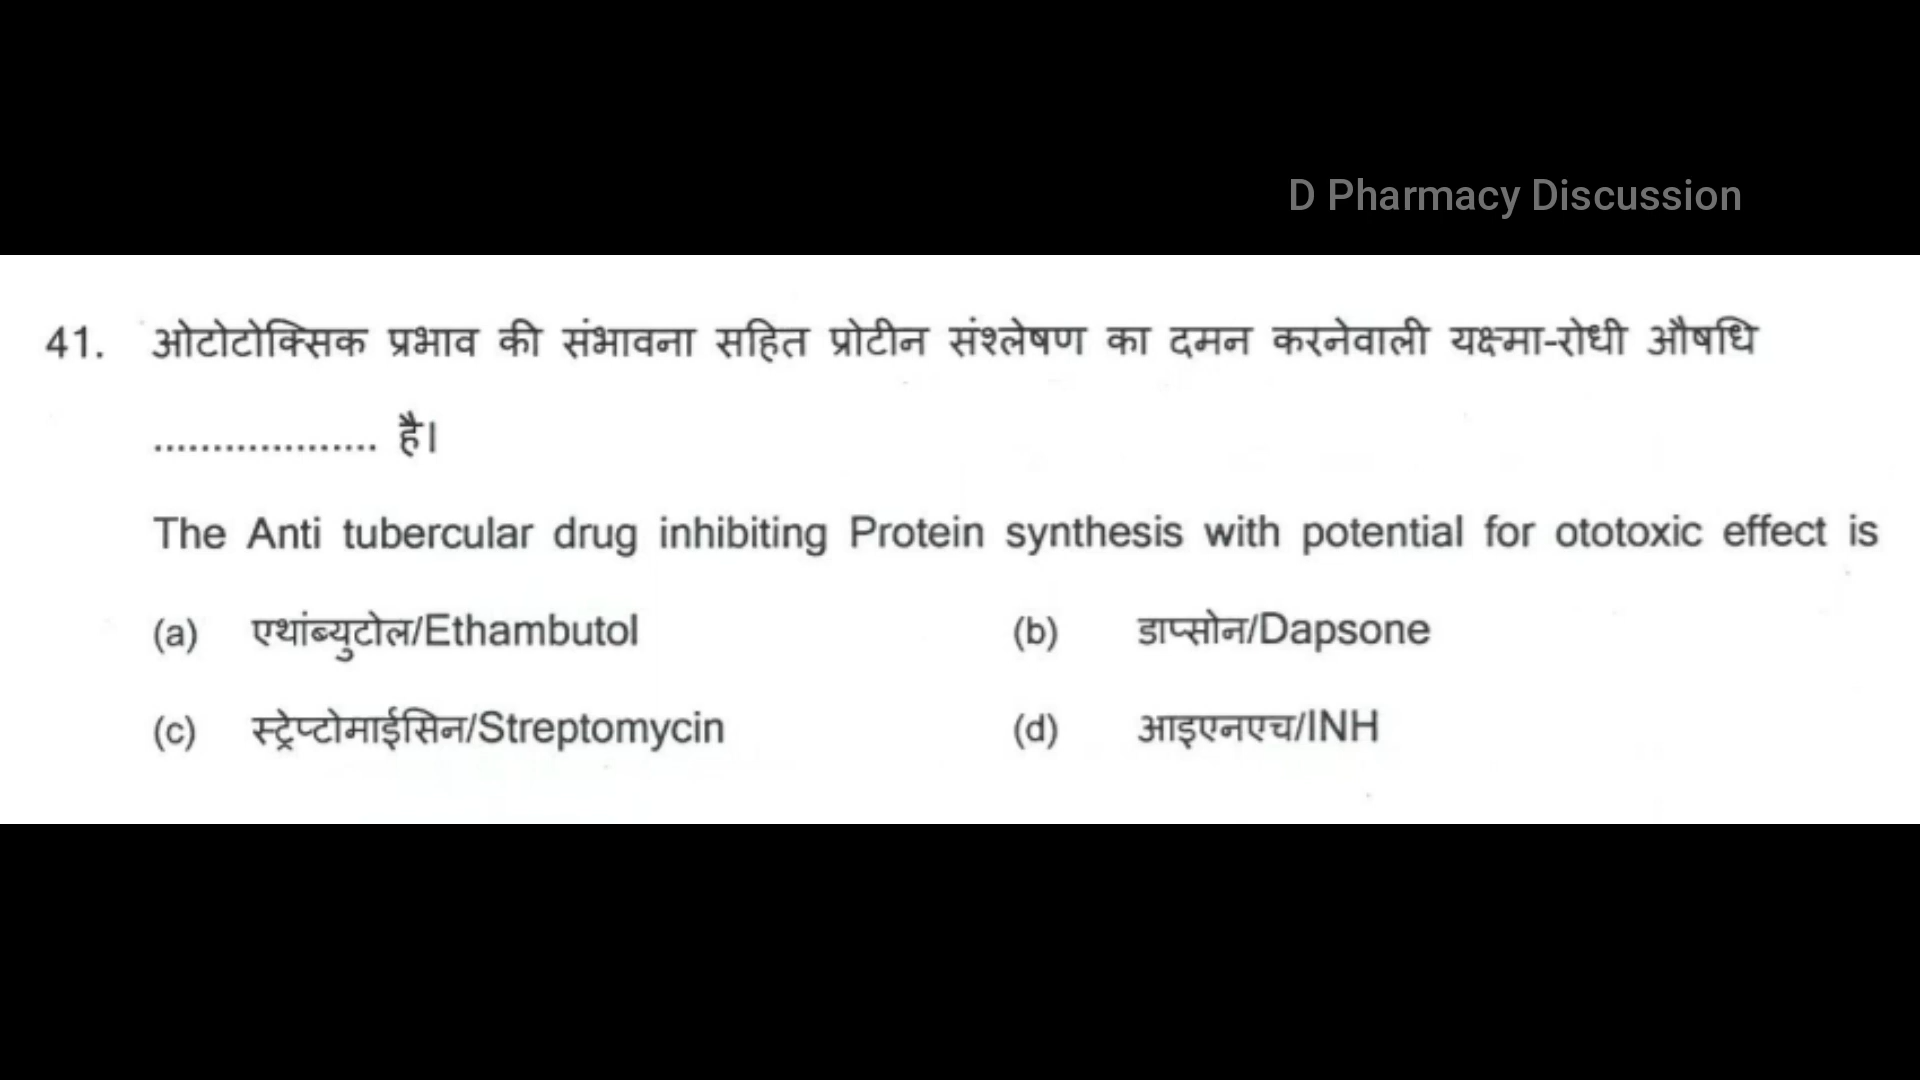 D Pharmacy Discussion
41. ओटोटोक्सिक प्रभाव की संभावना सहित प्रोटीन संश्लेषण का दमन करनेवाली यक्ष्मा-रोधी औषधि
................... है।
The Anti tubercular drug inhibiting Protein synthesis with potential for ototoxic effect is
(a) एथांब्युटोल/Ethambutol (b) डाप्सोन/Dapsone
(c) स्ट्रेप्टोमाईसिन/Streptomycin (d) आइएनएच/INH